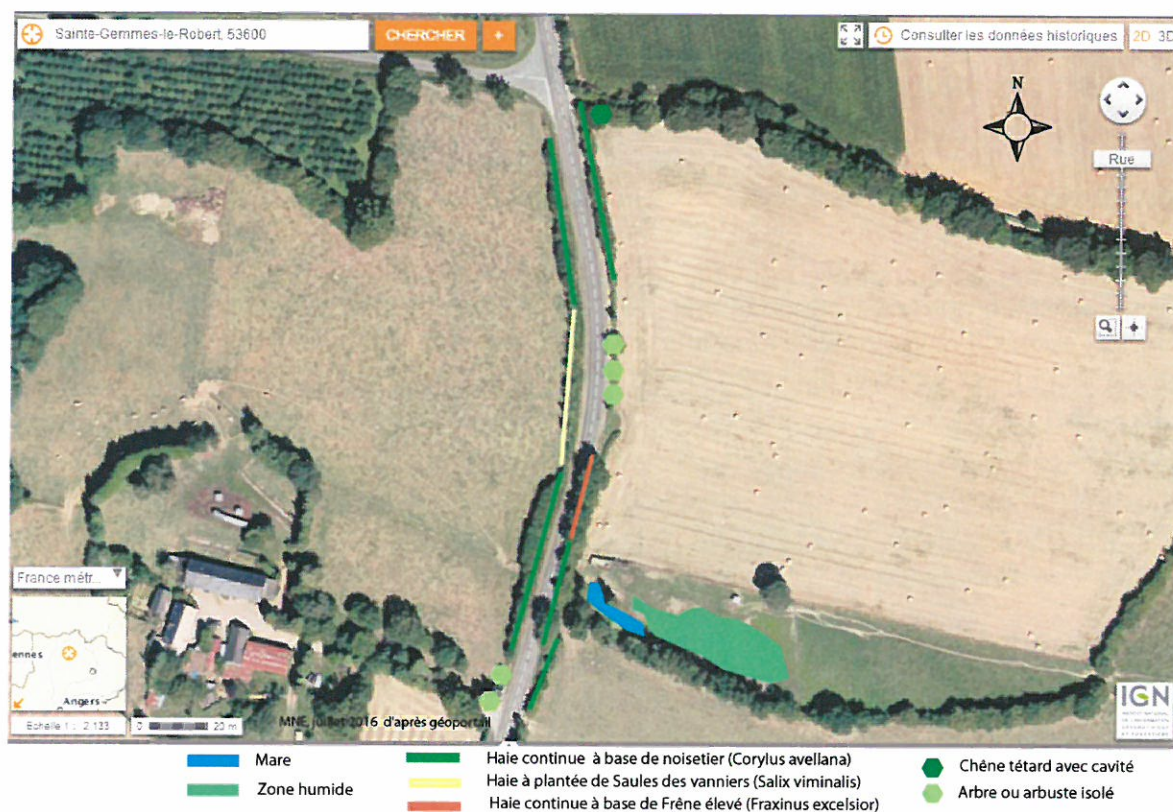 Sainte-Gemmes-le-Robert, 53600
CHERCHER
+
Consulter les données historiques
2D 3D
N
Rue
France métr...
ennes
Angers
Echelle 1 : 2 133
0 20 m
MNE, juillet 2016 d'après géoportail
IGN
Mare
Zone humide
Haie continue à base de noisetier (Corylus avellana)
Haie à plantée de Saules des vanniers (Salix viminalis)
Haie continue à base de Frêne élevé (Fraxinus excelsior)
Chêne tétard avec cavité
Arbre ou arbuste isolé